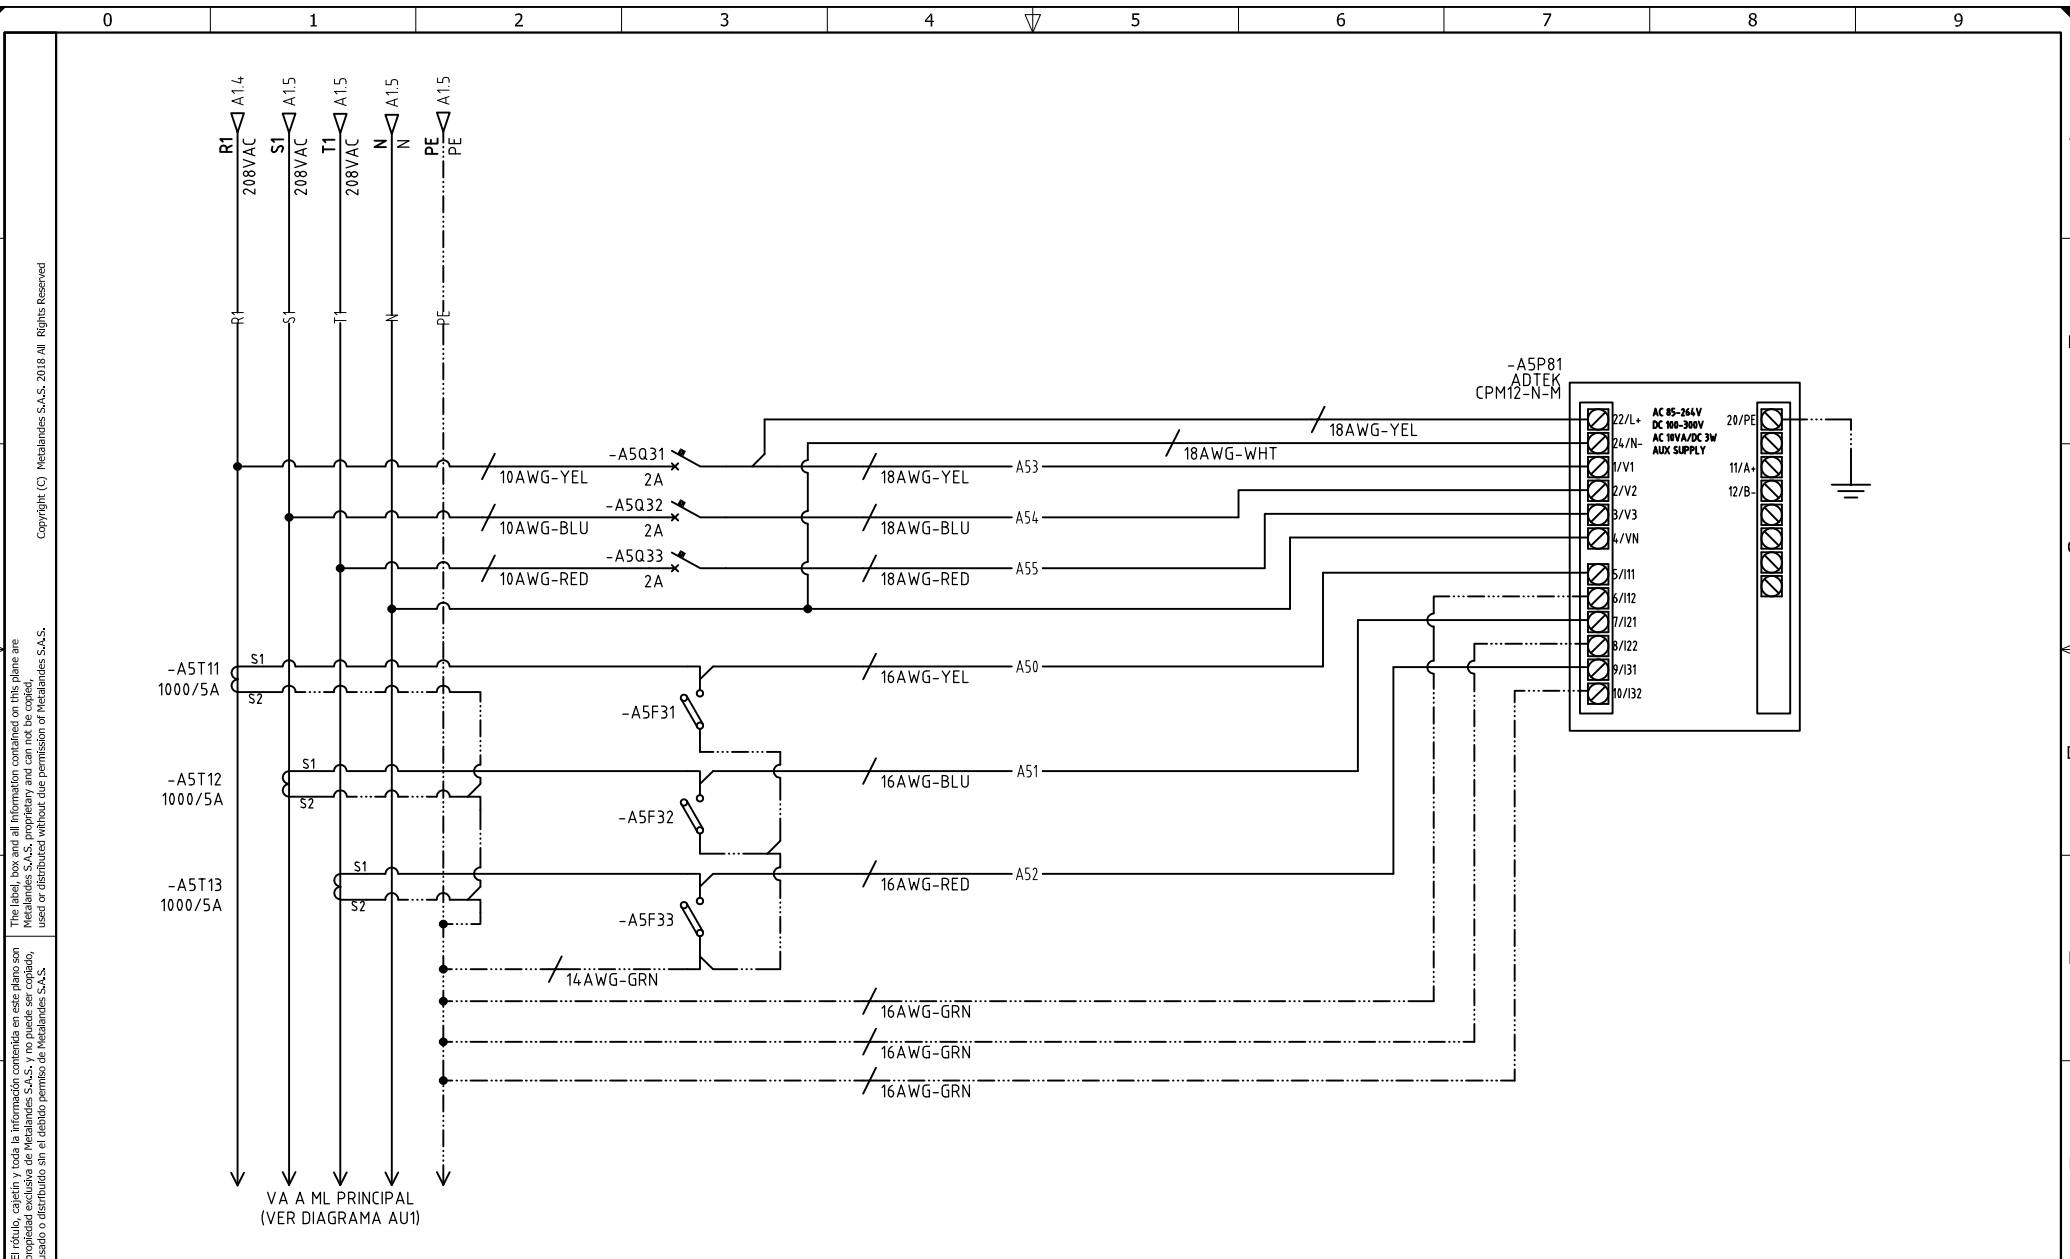 0 1 2 3 4 5 6 7 8 9
A1.4 A1.5 A1.5 A1.5 A1.5
R1 S1 T1 N PE
208VAC 208VAC 208VAC N PE
R1 S1 T1 N PE
-A5P81
ADTEK
CPM12-N-M
22/L+
24/N-
1/V1
2/V2
3/V3
4/VN
5/I11
6/I12
7/I21
8/I22
9/I31
10/I32
AC 85-264V
DC 100-300V
AC 10VA/DC 3W
AUX SUPPLY
20/PE
11/A+
12/B-
18AWG-YEL
18AWG-WHT
-A5Q31
10AWG-YEL 2A 18AWG-YEL A53
-A5Q32
10AWG-BLU 2A 18AWG-BLU A54
-A5Q33
10AWG-RED 2A 18AWG-RED A55
-A5T11
1000/5A
S1
S2
16AWG-YEL A50
-A5F31
-A5T12
1000/5A
S1
S2
16AWG-BLU A51
-A5F32
-A5T13
1000/5A
S1
S2
16AWG-RED A52
-A5F33
14AWG-GRN
16AWG-GRN
16AWG-GRN
16AWG-GRN
VA A ML PRINCIPAL
(VER DIAGRAMA AU1)
Copyright (C) Metalandes S.A.S. 2018 All Rights Reserved
The label, box and all information contained on this plane are
Metalandes S.A.S. proprietary and can not be copied,
used or distributed without due permission of Metalandes S.A.S.
El rótulo, cajetín y toda la información contenida en este plano son
propiedad exclusiva de Metalandes S.A.S. y no puede ser copiado,
usado o distribuido sin el debido permiso de Metalandes S.A.S.